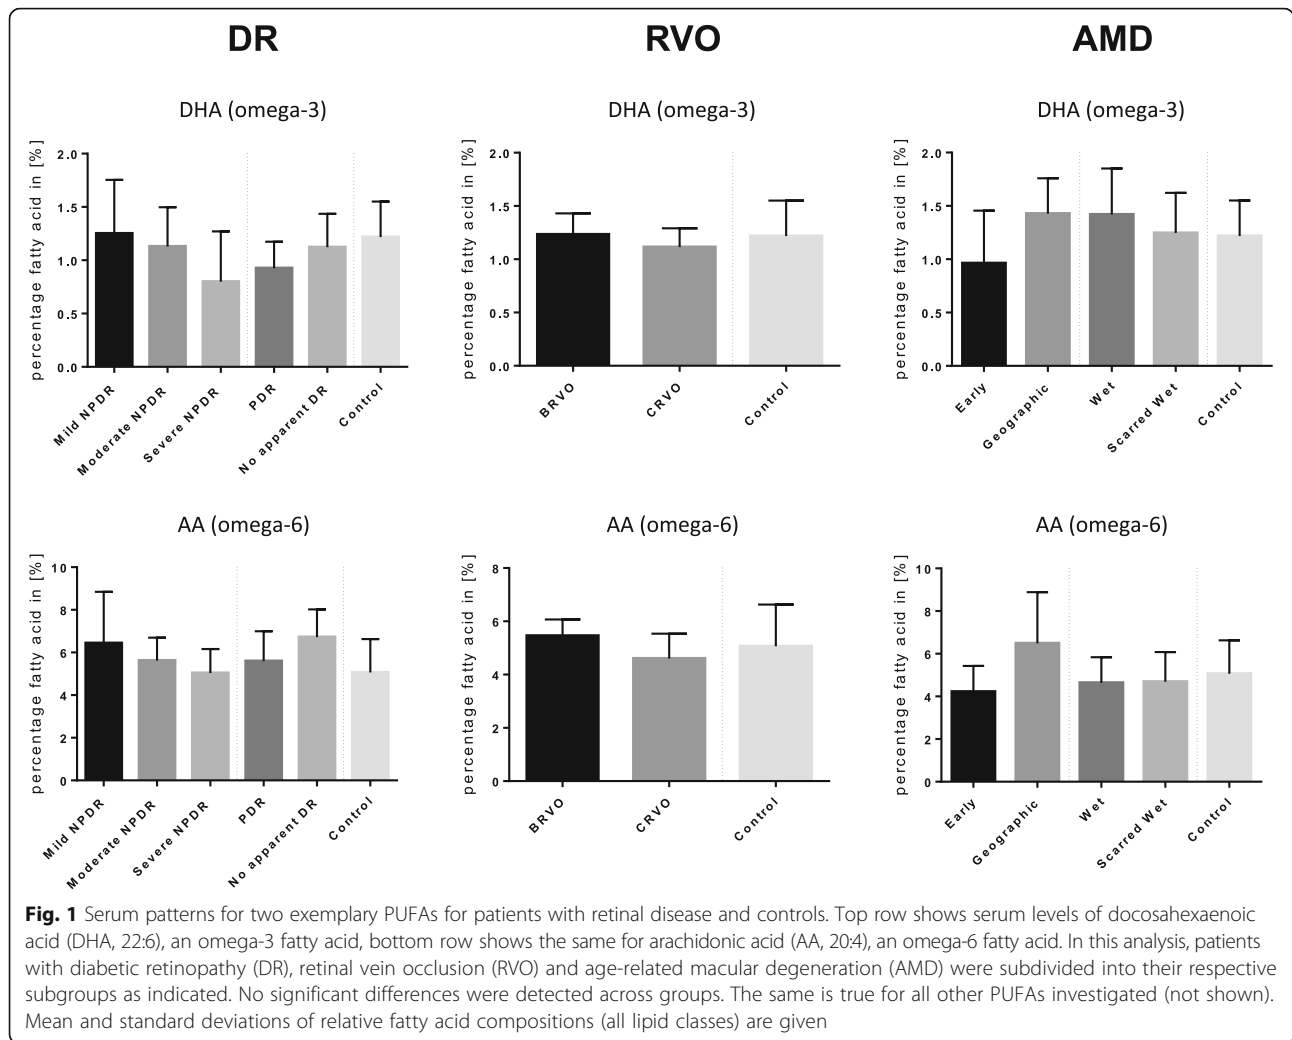 DR
RVO
AMD
DHA (omega-3)
percentage fatty acid in [%]
2.0
1.5
1.0
0.5
0.0
Mild NPDR
Moderate NPDR
Severe NPDR
PDR
No apparent DR
Control
DHA (omega-3)
percentage fatty acid in [%]
2.0
1.5
1.0
0.5
0.0
BRVO
CRVO
Control
DHA (omega-3)
percentage fatty acid in [%]
2.0
1.5
1.0
0.5
0.0
Early
Geographic
Wet
Scarred Wet
Control
AA (omega-6)
percentage fatty acid in [%]
10
8
6
4
2
0
Mild NPDR
Moderate NPDR
Severe NPDR
PDR
No apparent DR
Control
AA (omega-6)
percentage fatty acid in [%]
8
6
4
2
0
BRVO
CRVO
Control
AA (omega-6)
percentage fatty acid in [%]
10
8
6
4
2
0
Early
Geographic
Wet
Scarred Wet
Control
Fig. 1 Serum patterns for two exemplary PUFAs for patients with retinal disease and controls. Top row shows serum levels of docosahexaenoic
acid (DHA, 22:6), an omega-3 fatty acid, bottom row shows the same for arachidonic acid (AA, 20:4), an omega-6 fatty acid. In this analysis, patients
with diabetic retinopathy (DR), retinal vein occlusion (RVO) and age-related macular degeneration (AMD) were subdivided into their respective
subgroups as indicated. No significant differences were detected across groups. The same is true for all other PUFAs investigated (not shown).
Mean and standard deviations of relative fatty acid compositions (all lipid classes) are given